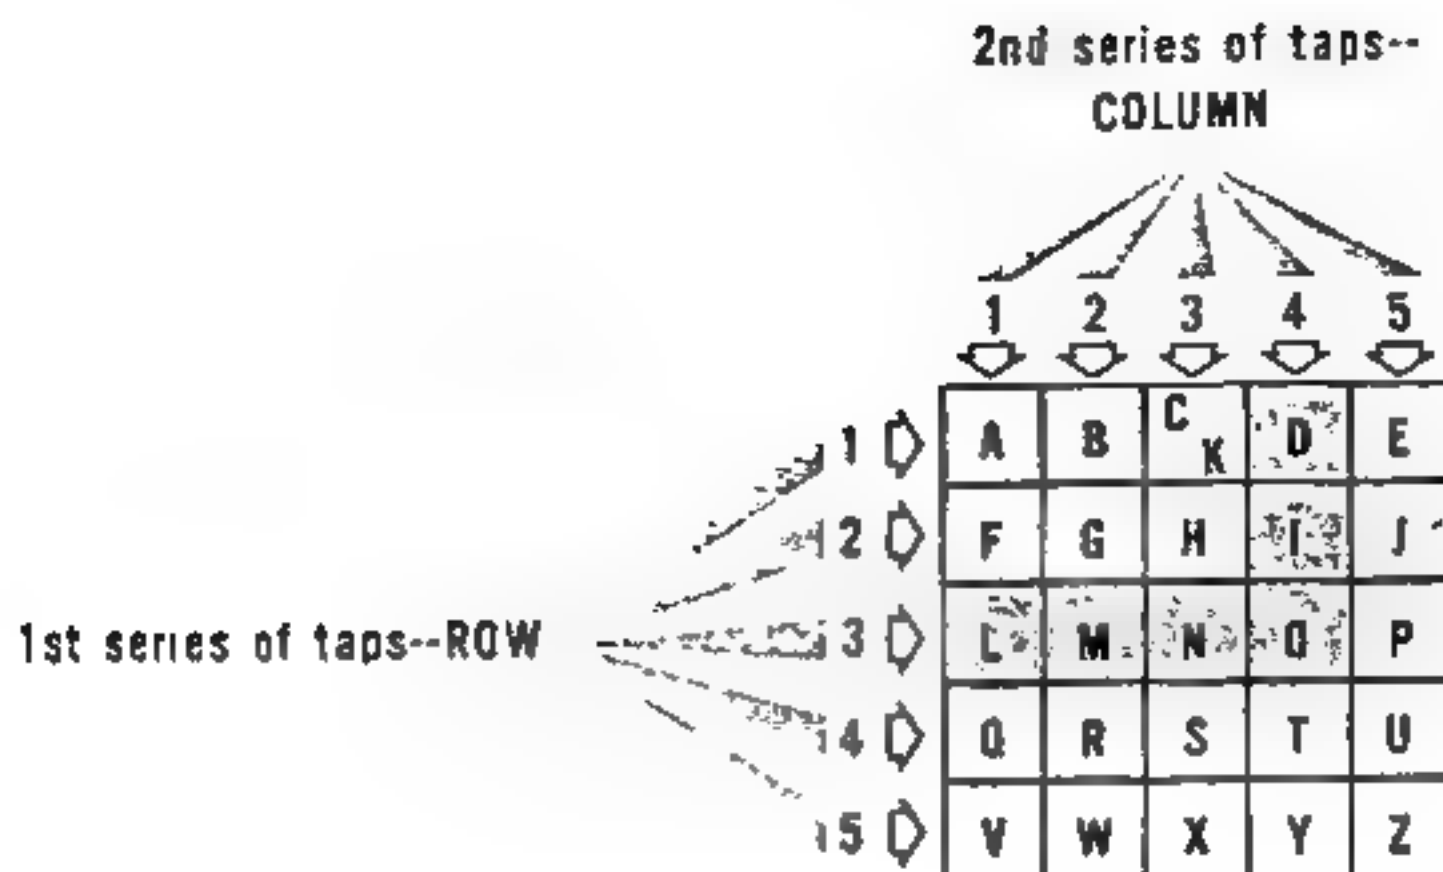 2nd series of taps--
COLUMN
1 2 3 4 5
1 A B C K D E
2 F G H I J
1st series of taps--ROW
3 L M N O P
4 Q R S T U
5 V W X Y Z